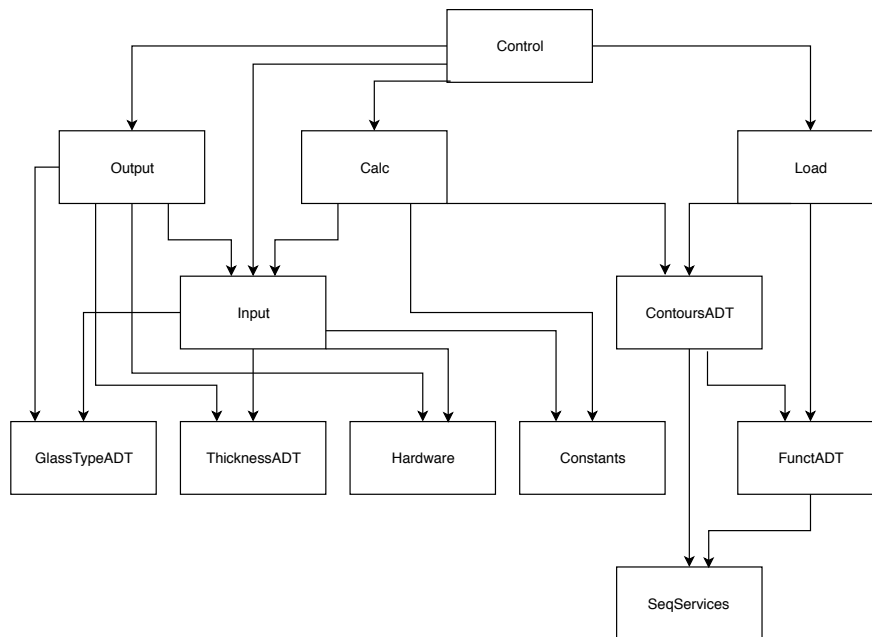 Control
Output
Calc
Load
Input
ContoursADT
GlassTypeADT
ThicknessADT
Hardware
Constants
FunctADT
SeqServices